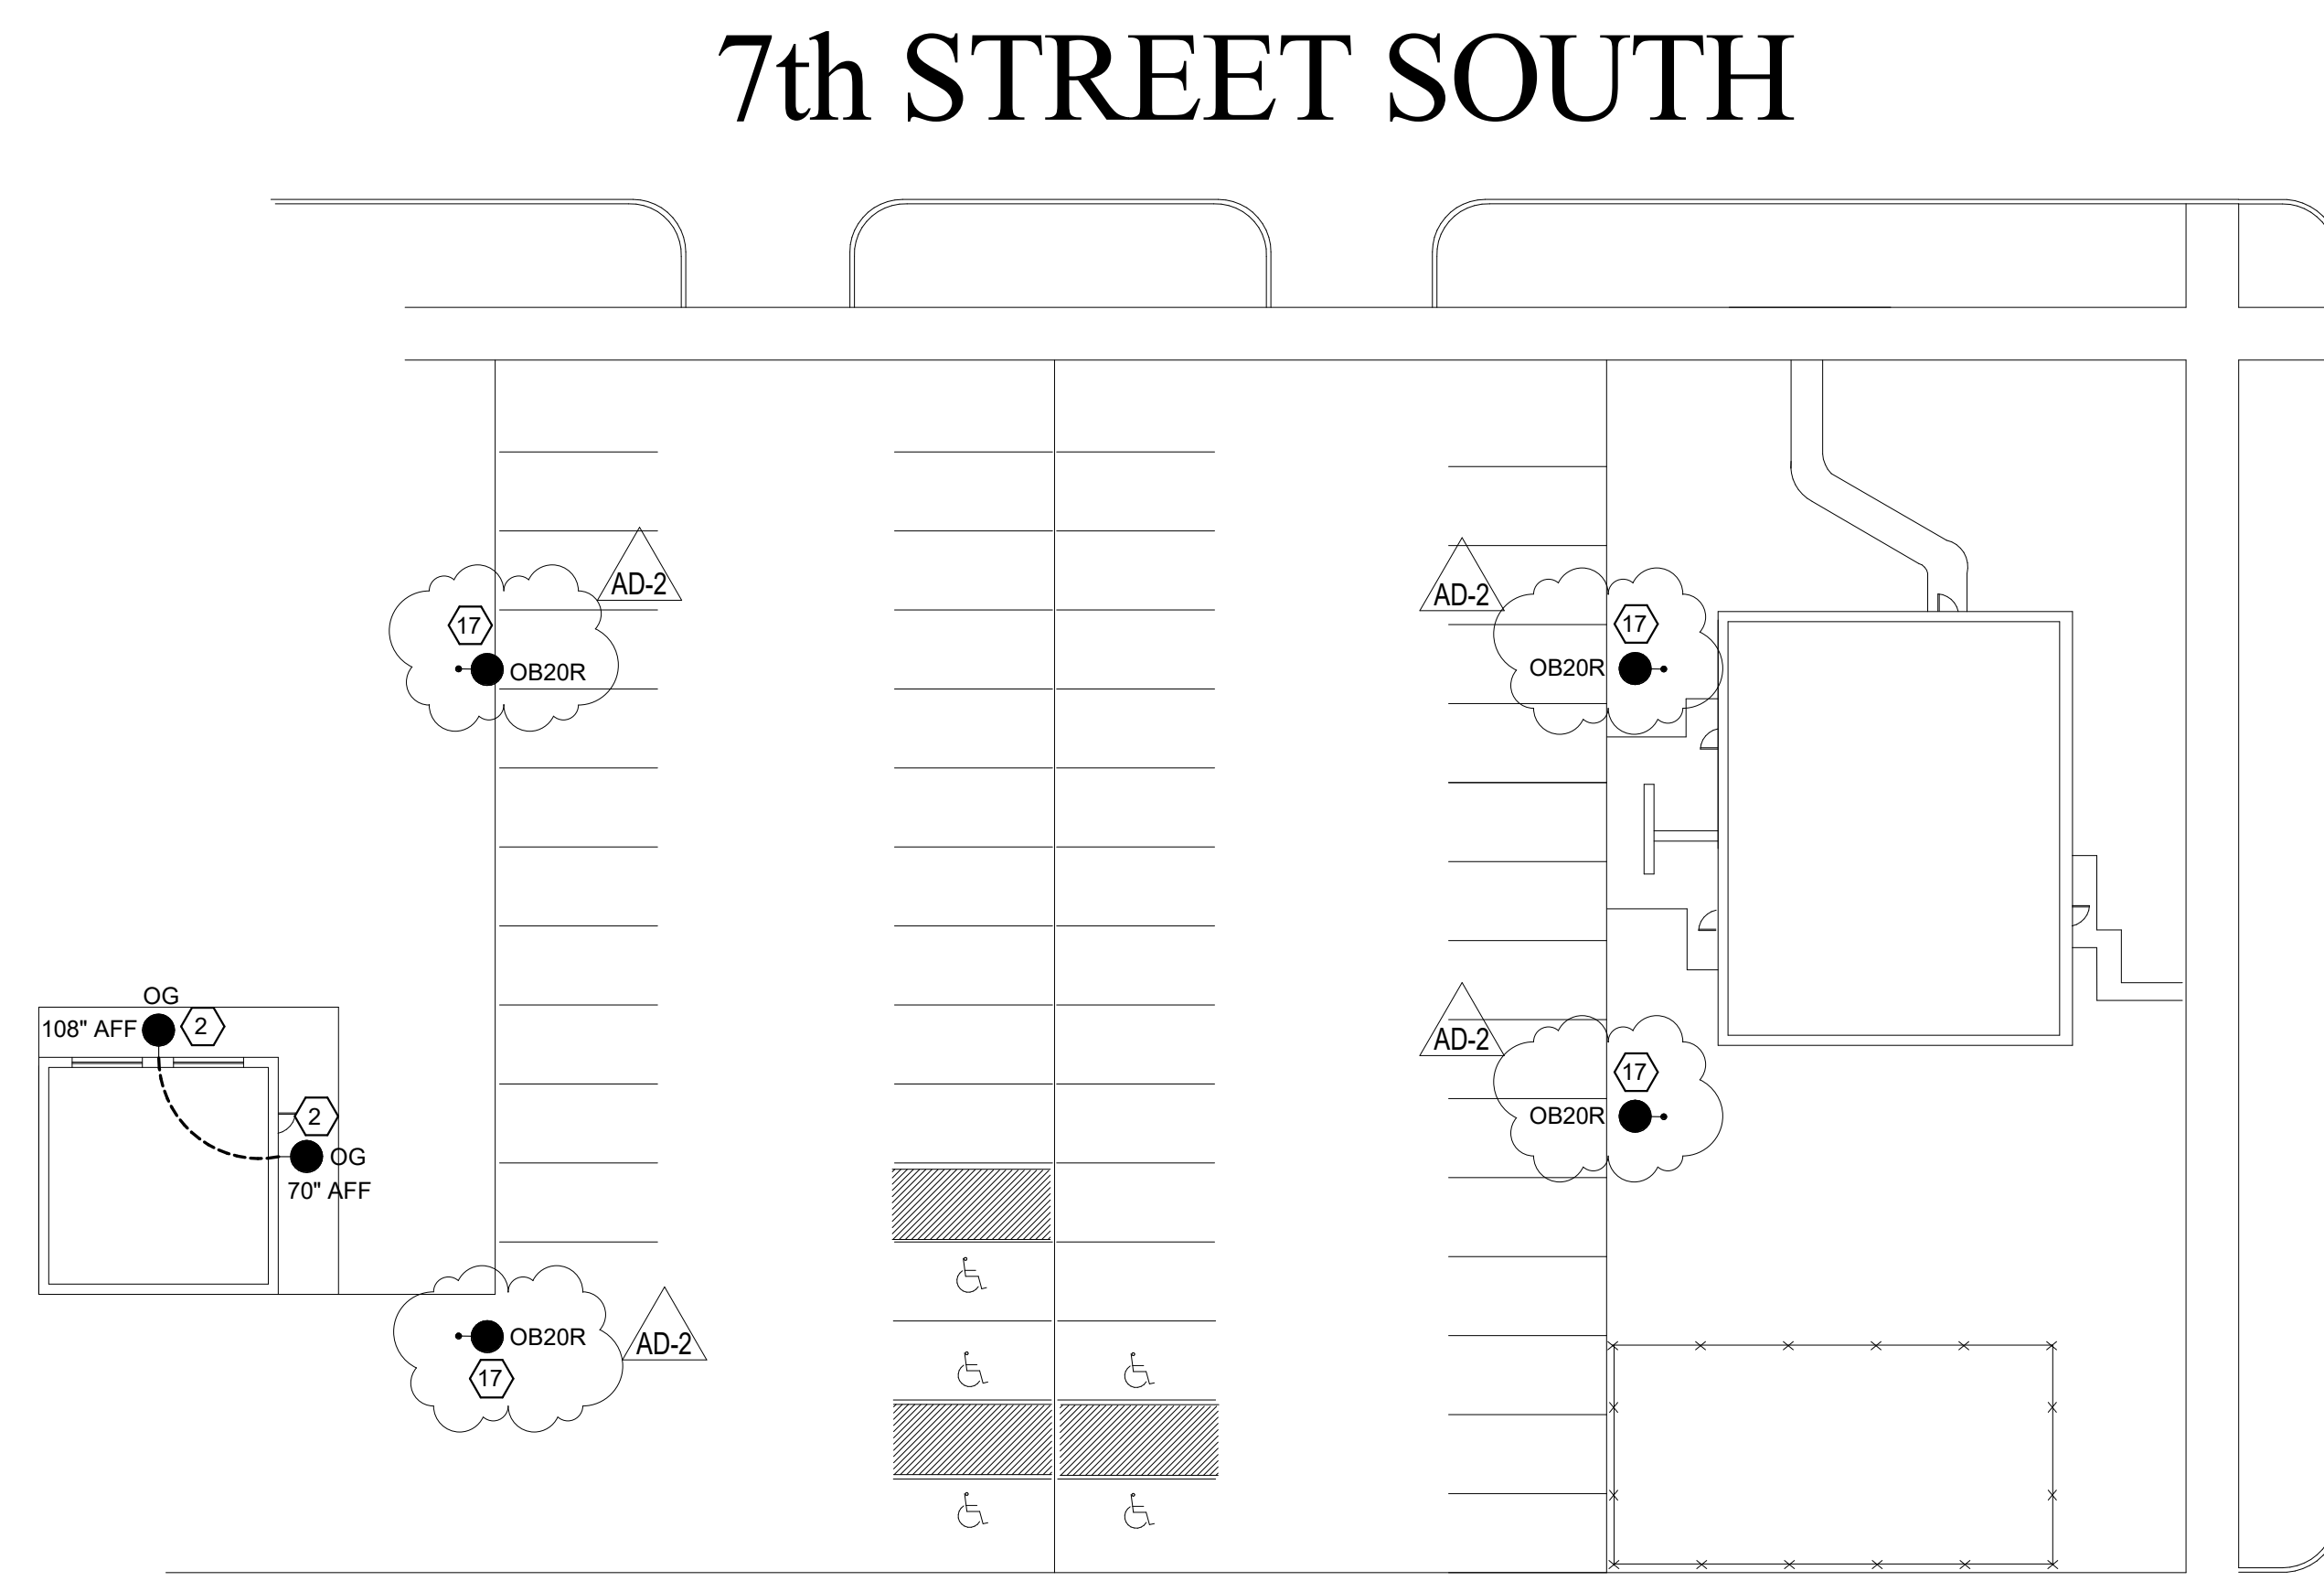 7th STREET SOUTH
AD-2
AD-2
17
17
OB20R
OB20R
OG
108" AFF
2
AD-2
17
2
OB20R
OG
70" AFF
OB20R
AD-2
17